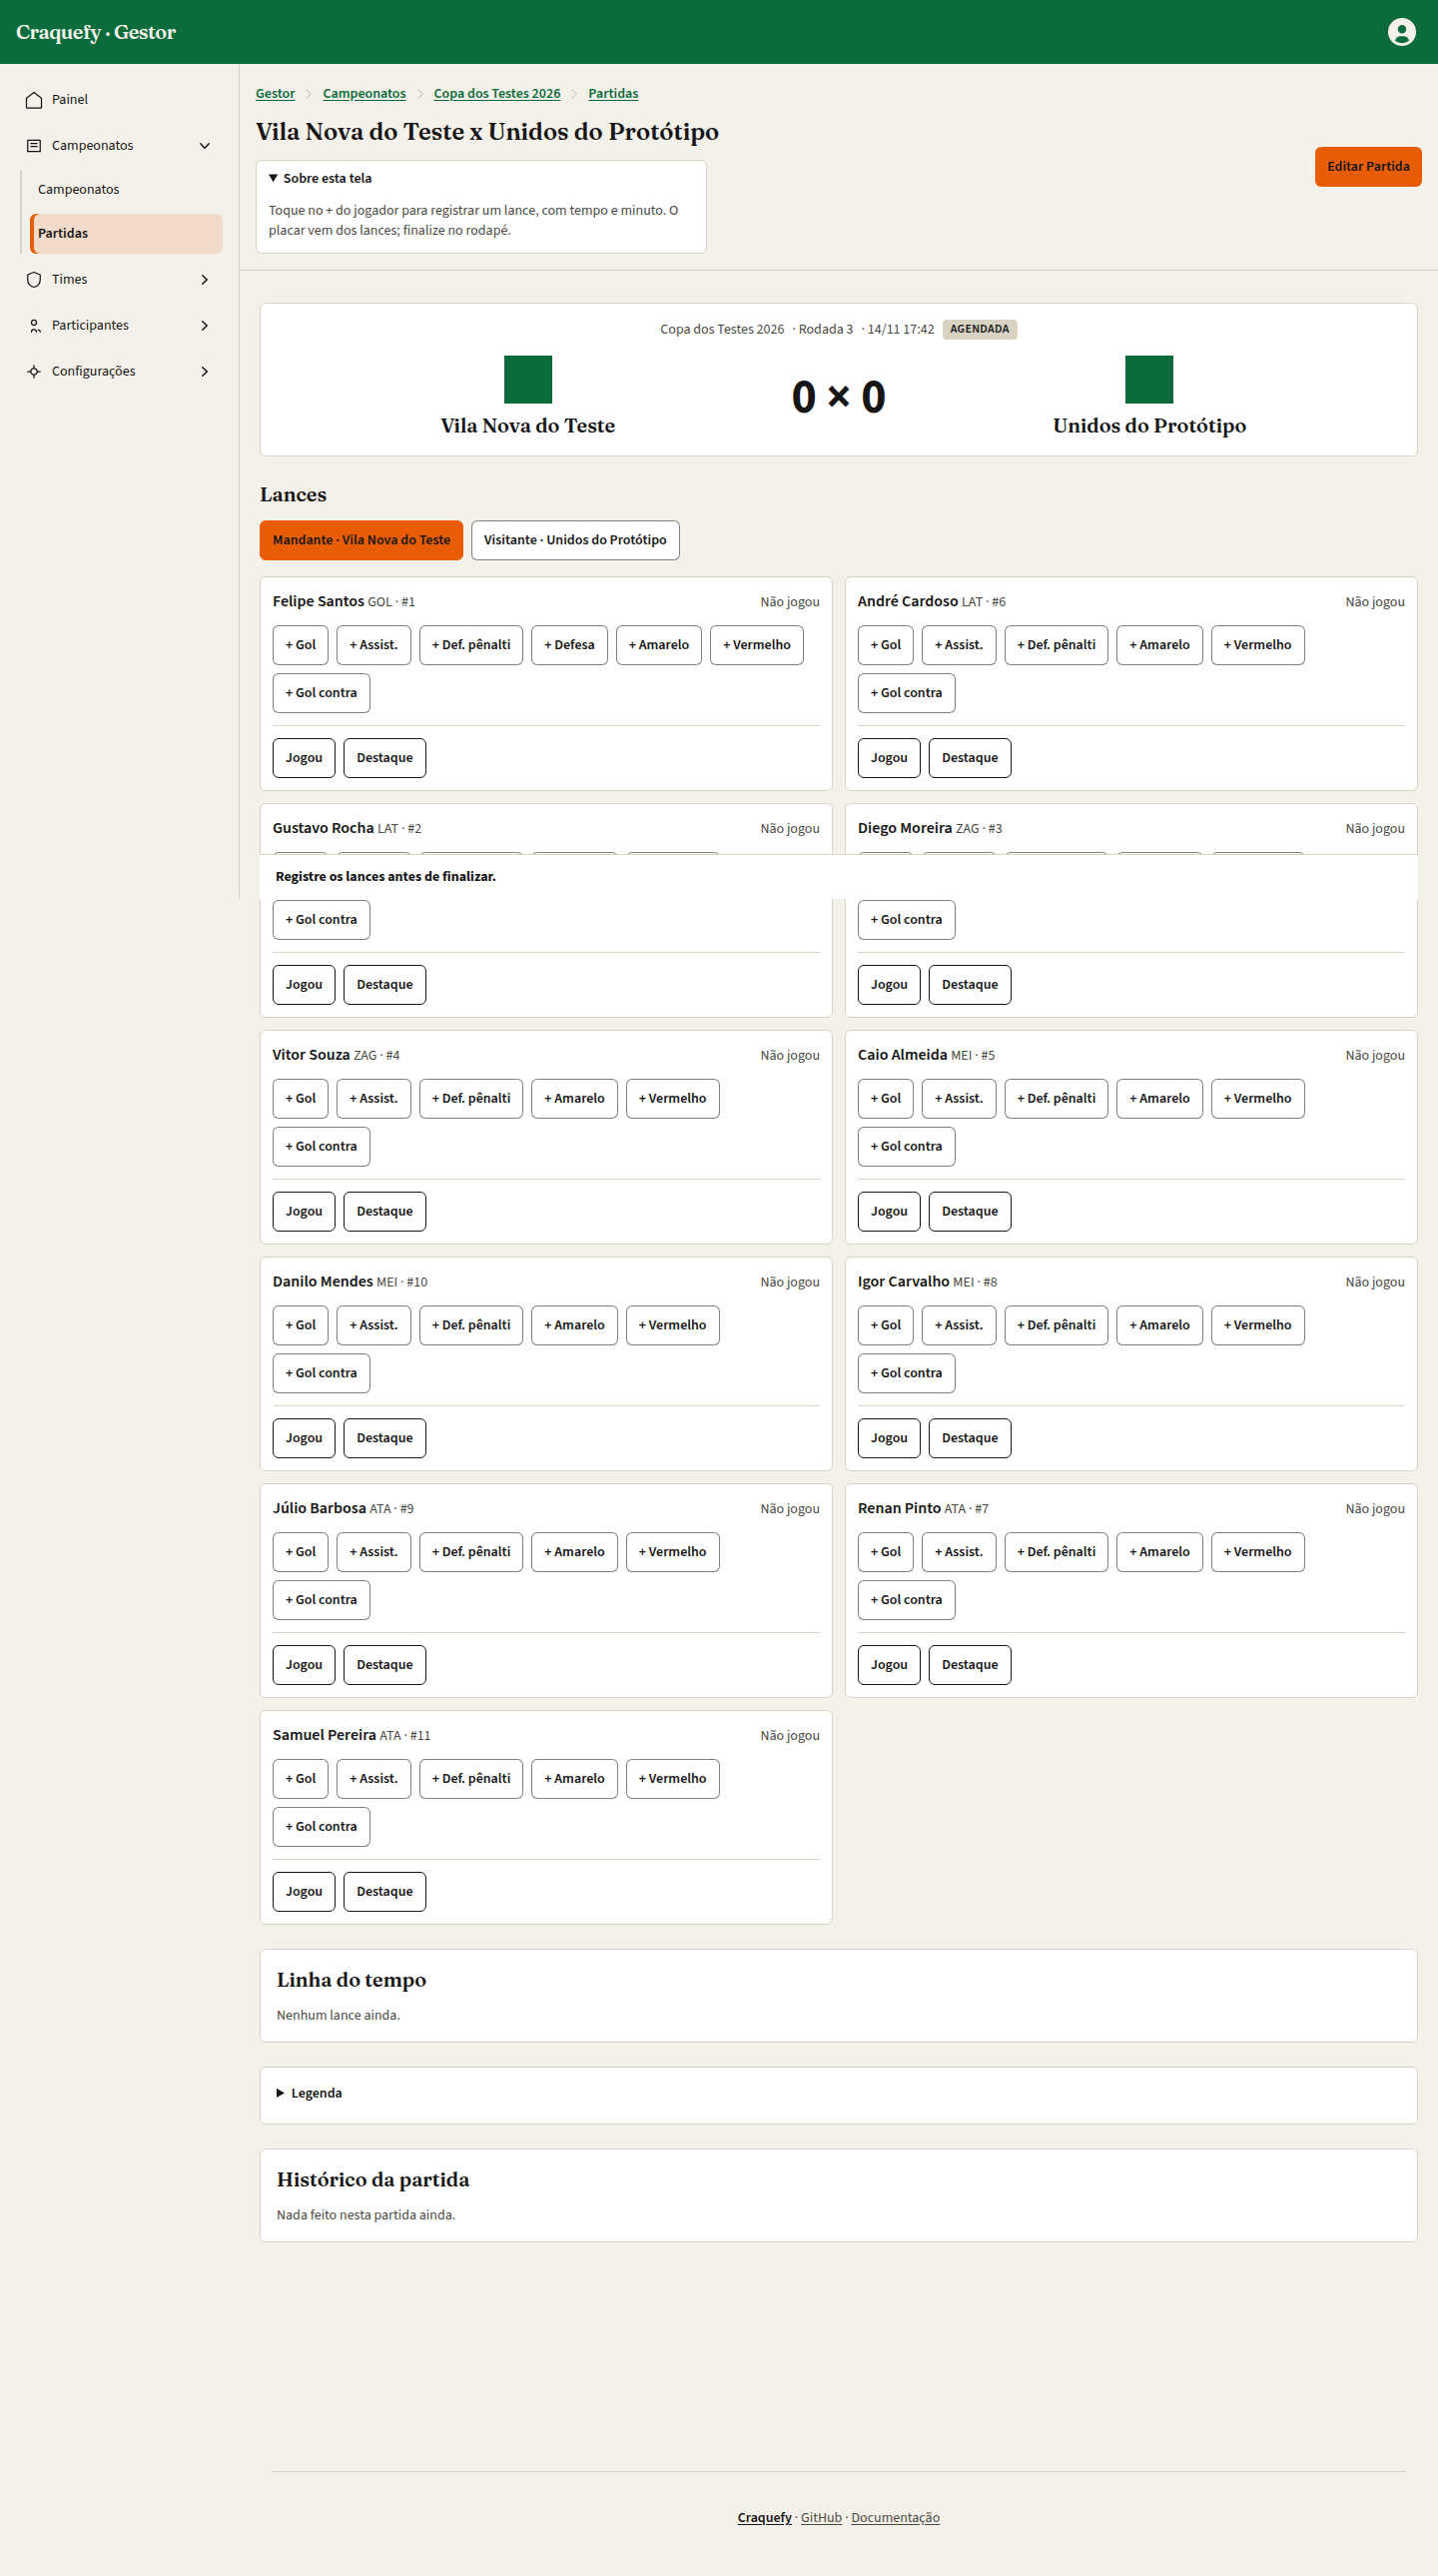 Craquefy · Gestor
Painel
Campeonatos
Campeonatos
Partidas
Times
Participantes
Configurações
Gestor > Campeonatos > Copa dos Testes 2026 > Partidas
Vila Nova do Teste x Unidos do Protótipo
Editar Partida
▼ Sobre esta tela
Toque no + do jogador para registrar um lance, com tempo e minuto. O
placar vem dos lances; finalize no rodapé.
Copa dos Testes 2026 · Rodada 3 · 14/11 17:42 AGENDADA
0 × 0
Vila Nova do Teste
Unidos do Protótipo
Lances
Mandante · Vila Nova do Teste
Visitante · Unidos do Protótipo
Felipe Santos GOL · #1 Não jogou
+ Gol + Assist. + Def. pênalti + Defesa + Amarelo + Vermelho
+ Gol contra
Jogou Destaque
André Cardoso LAT · #6 Não jogou
+ Gol + Assist. + Def. pênalti + Amarelo + Vermelho
+ Gol contra
Jogou Destaque
Gustavo Rocha LAT · #2 Não jogou
Diego Moreira ZAG · #3 Não jogou
Registre os lances antes de finalizar.
+ Gol contra
Jogou Destaque
+ Gol contra
Jogou Destaque
Vitor Souza ZAG · #4 Não jogou
+ Gol + Assist. + Def. pênalti + Amarelo + Vermelho
+ Gol contra
Jogou Destaque
Caio Almeida MEI · #5 Não jogou
+ Gol + Assist. + Def. pênalti + Amarelo + Vermelho
+ Gol contra
Jogou Destaque
Danilo Mendes MEI · #10 Não jogou
+ Gol + Assist. + Def. pênalti + Amarelo + Vermelho
+ Gol contra
Jogou Destaque
Igor Carvalho MEI · #8 Não jogou
+ Gol + Assist. + Def. pênalti + Amarelo + Vermelho
+ Gol contra
Jogou Destaque
Júlio Barbosa ATA · #9 Não jogou
+ Gol + Assist. + Def. pênalti + Amarelo + Vermelho
+ Gol contra
Jogou Destaque
Renan Pinto ATA · #7 Não jogou
+ Gol + Assist. + Def. pênalti + Amarelo + Vermelho
+ Gol contra
Jogou Destaque
Samuel Pereira ATA · #11 Não jogou
+ Gol + Assist. + Def. pênalti + Amarelo + Vermelho
+ Gol contra
Jogou Destaque
Linha do tempo
Nenhum lance ainda.
▶ Legenda
Histórico da partida
Nada feito nesta partida ainda.
Craquefy · GitHub · Documentação